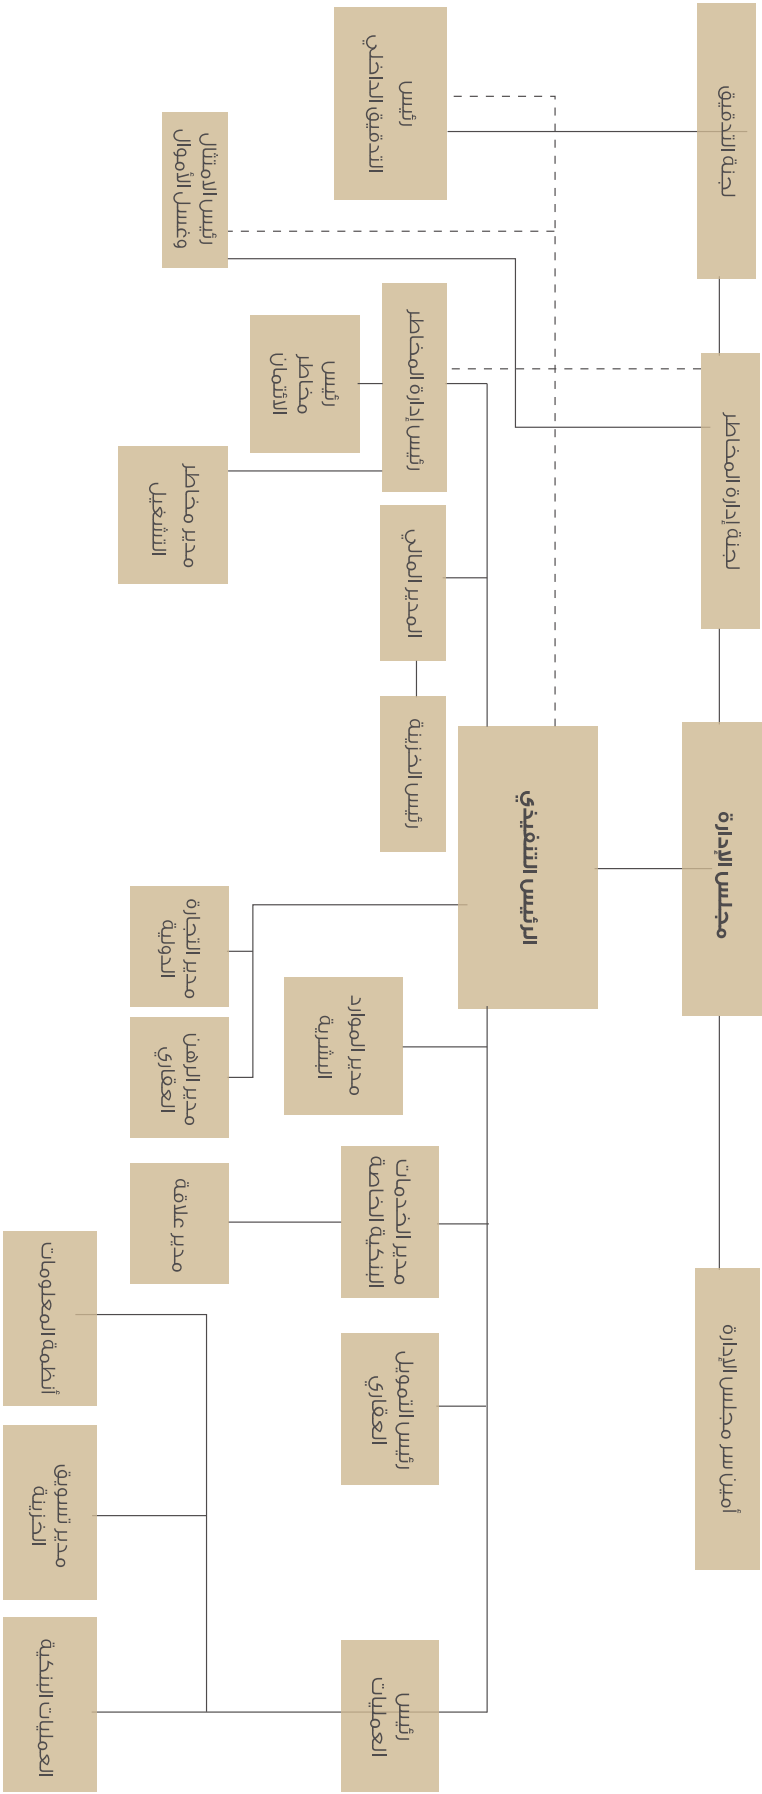 لجنة التدقيق
لجنة إدارة المخاطر
مجلس الإدارة
أمين سر مجلس الإدارة
الرئيس التنفيذي
رئيس
التدقيق الداخلي
رئيس الامتثال
وغسل الأموال
رئيس إدارة المخاطر
رئيس
مخاطر
الائتمان
مدير مخاطر
التشغيل
المدير المالي
رئيس الخزينة
مدير التجارة
الدولية
مدير الرهن
العقاري
مدير الموارد
البشرية
مدير الخدمات
البنكية الخاصة
مدير علاقة
رئيس التمويل
العقاري
رئيس
العمليات
أنظمة المعلومات
مدير تسويق
الخزينة
العمليات البنكية